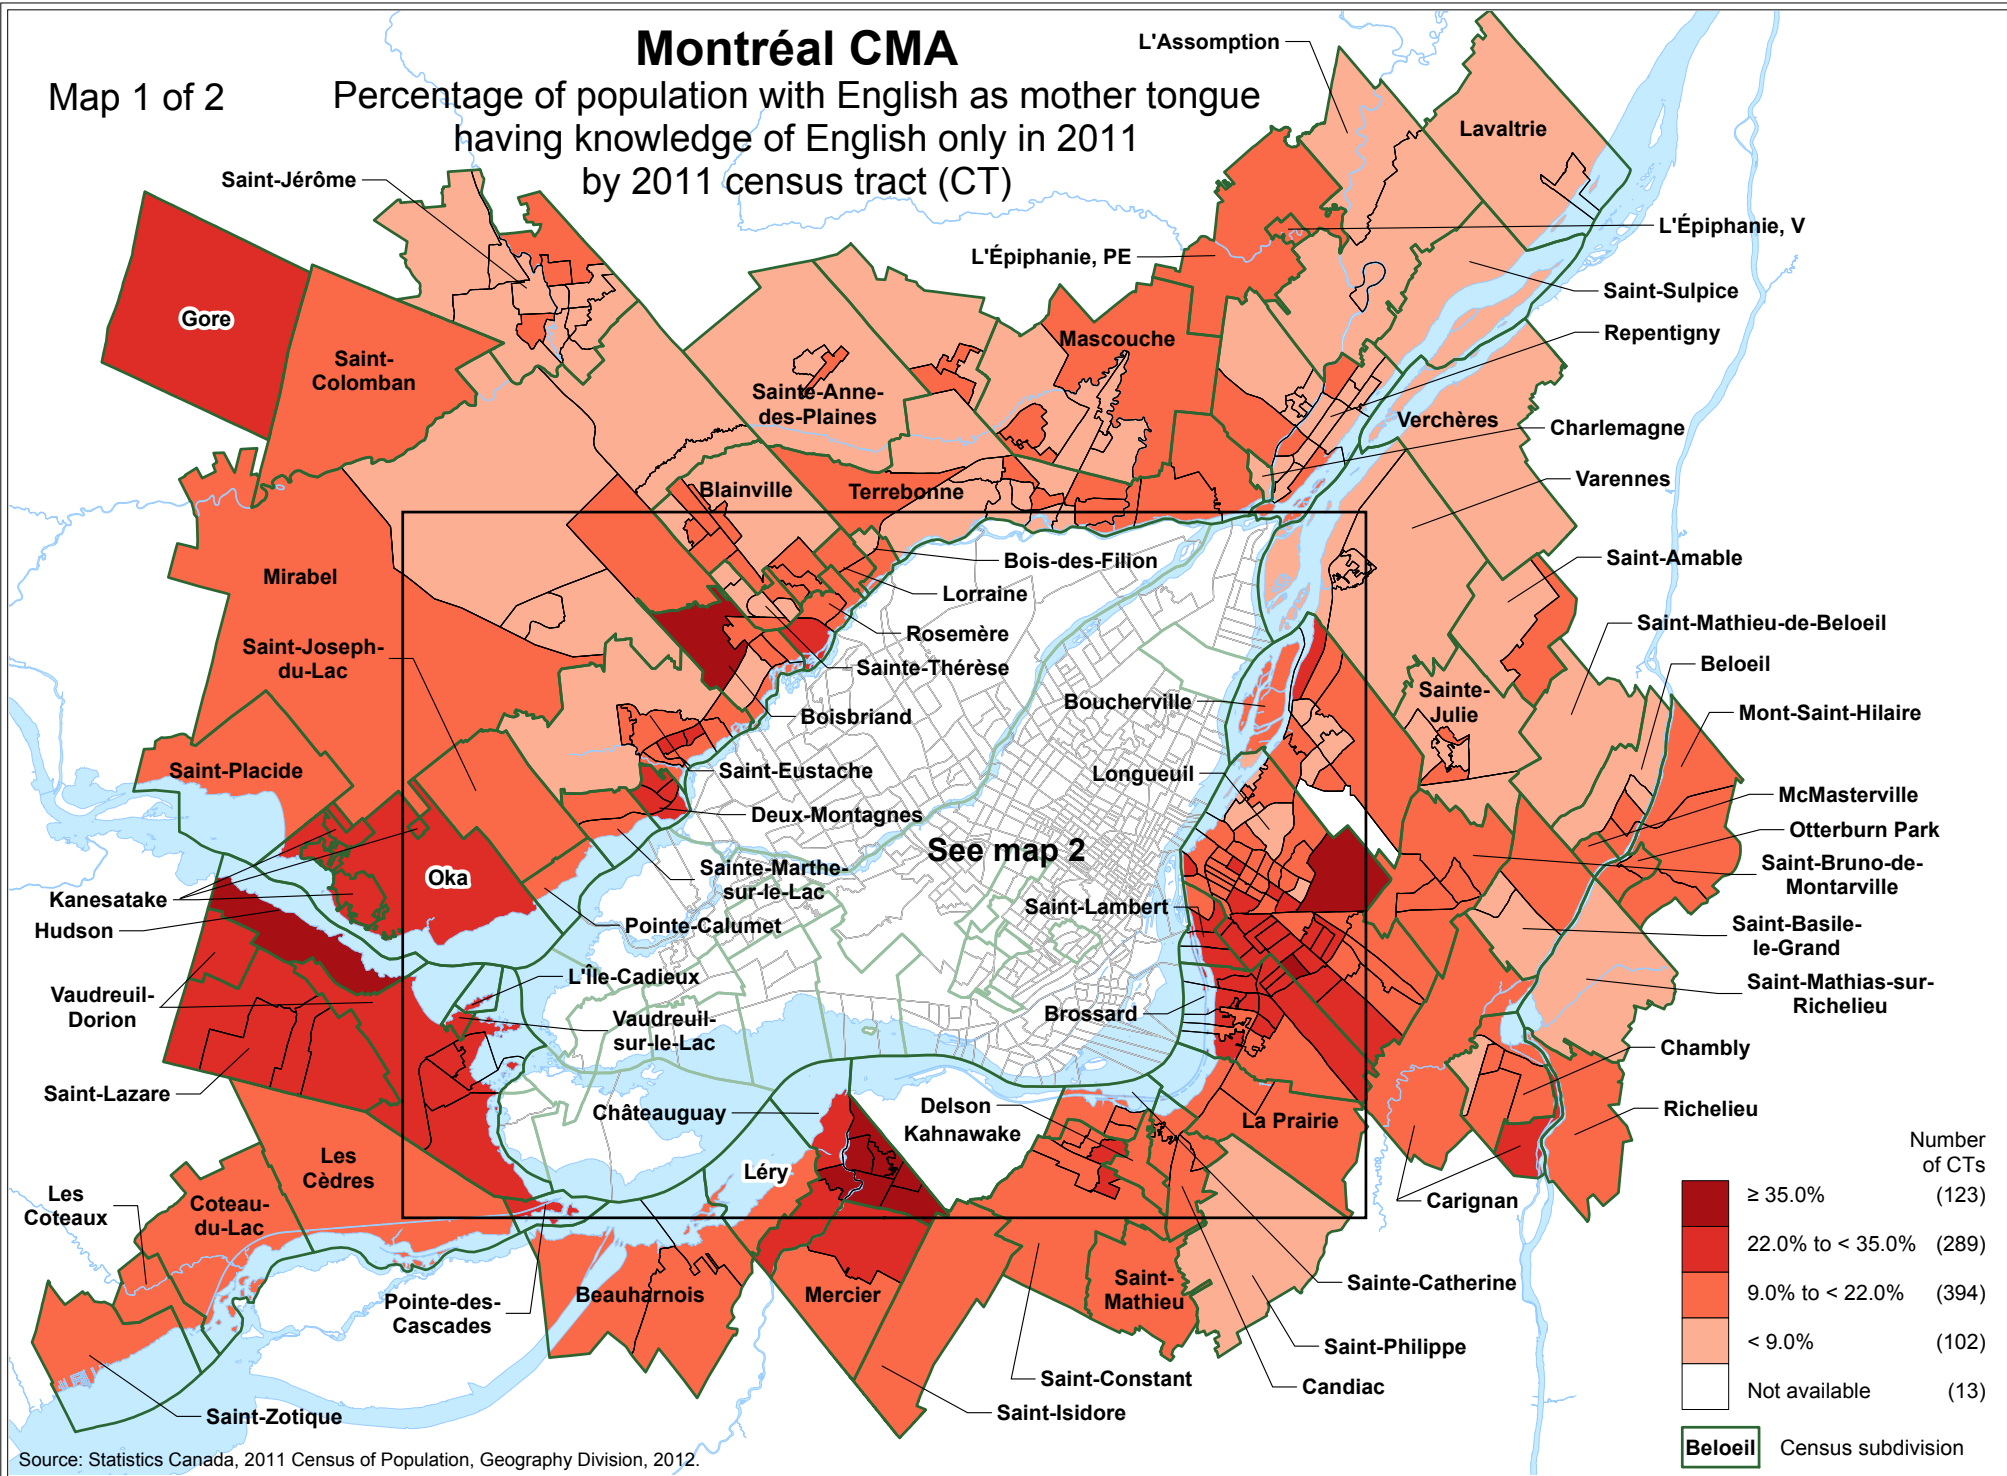 Montréal CMA
Map 1 of 2
Percentage of population with English as mother tongue
having knowledge of English only in 2011
by 2011 census tract (CT)
L'Assomption
Lavaltrie
Saint-Jérôme
L'Épiphanie, V
L'Épiphanie, PE
Saint-Sulpice
Gore
Repentigny
Mascouche
Saint-
Colomban
Sainte-Anne-
des-Plaines
Verchères
Charlemagne
Varennes
Blainville
Terrebonne
Bois-des-Filion
Saint-Amable
Mirabel
Lorraine
Saint-Mathieu-de-Beloeil
Rosemère
Saint-Joseph-
du-Lac
Sainte-Thérèse
Beloeil
Sainte-
Julie
Boucherville
Mont-Saint-Hilaire
Boisbriand
Saint-Placide
Saint-Eustache
Longueuil
McMasterville
Deux-Montagnes
Otterburn Park
See map 2
Saint-Bruno-de-
Montarville
Sainte-Marthe-
sur-le-Lac
Oka
Kanesatake
Saint-Lambert
Pointe-Calumet
Hudson
Saint-Basile-
le-Grand
L'Île-Cadieux
Saint-Mathias-sur-
Richelieu
Vaudreuil-
Dorion
Brossard
Vaudreuil-
sur-le-Lac
Chambly
Saint-Lazare
Châteauguay
Delson
Kahnawake
La Prairie
Richelieu
Les
Cèdres
Léry
Les
Coteaux
Coteau-
du-Lac
Carignan
Number
of CTs
≥ 35.0% (123)
22.0% to < 35.0% (289)
9.0% to < 22.0% (394)
< 9.0% (102)
Not available (13)
Beloeil Census subdivision
Sainte-Catherine
Saint-
Mathieu
Beauharnois
Mercier
Pointe-des-
Cascades
Saint-Philippe
Saint-Constant
Candiac
Saint-Isidore
Saint-Zotique
Source: Statistics Canada, 2011 Census of Population, Geography Division, 2012.